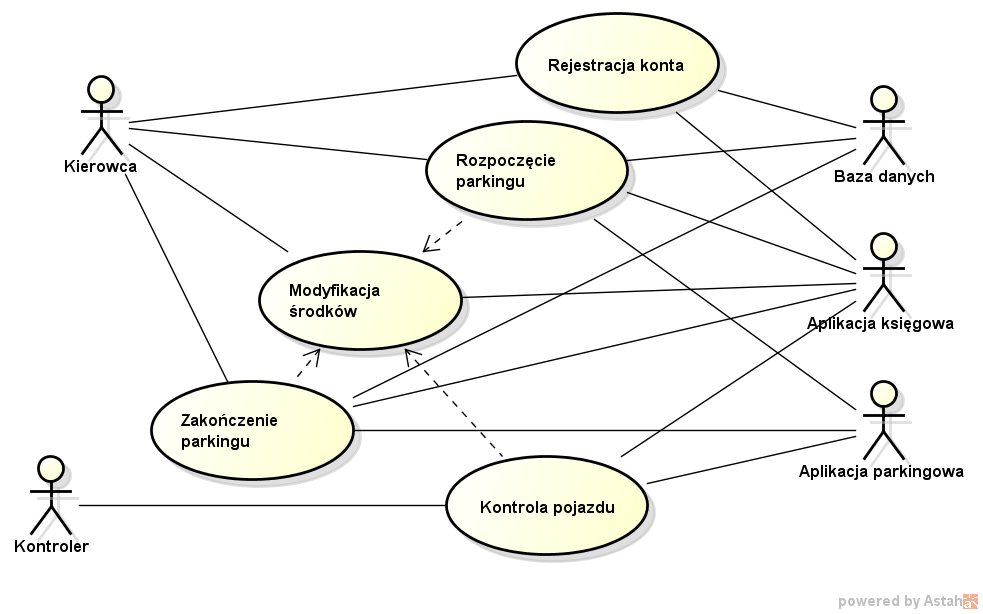 Rejestracja konta
Kierowca
Rozpoczęcie
parkingu
Baza danych
Modyfikacja
środków
Aplikacja księgowa
Zakończenie
parkingu
Aplikacja parkingowa
Kontrola pojazdu
Kontroler
powered by Astah